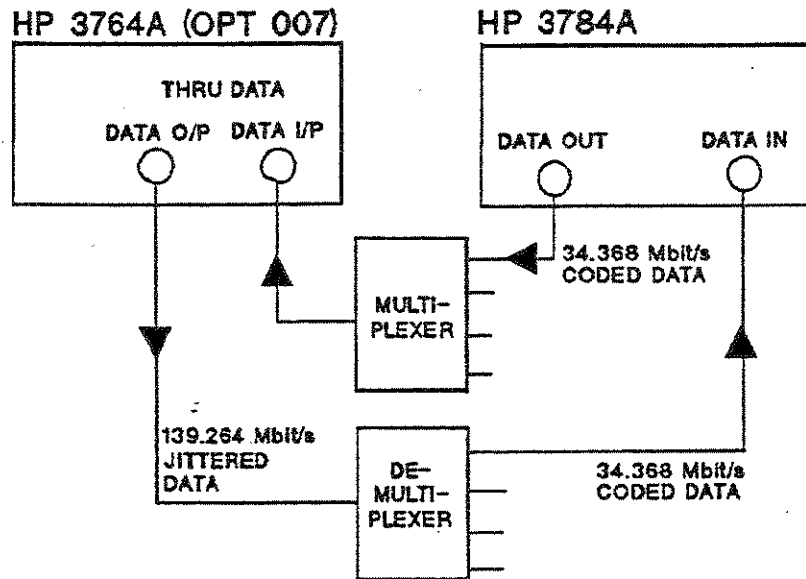 HP 3764A (OPT 007)
HP 3784A
THRU DATA
DATA O/P DATA I/P
DATA OUT
DATA IN
34.368 Mbit/s
CODED DATA
MULTI-
PLEXER
139.264 Mbit/s
JITTERED
DATA
DE-
MULTI-
PLEXER
34.368 Mbit/s
CODED DATA